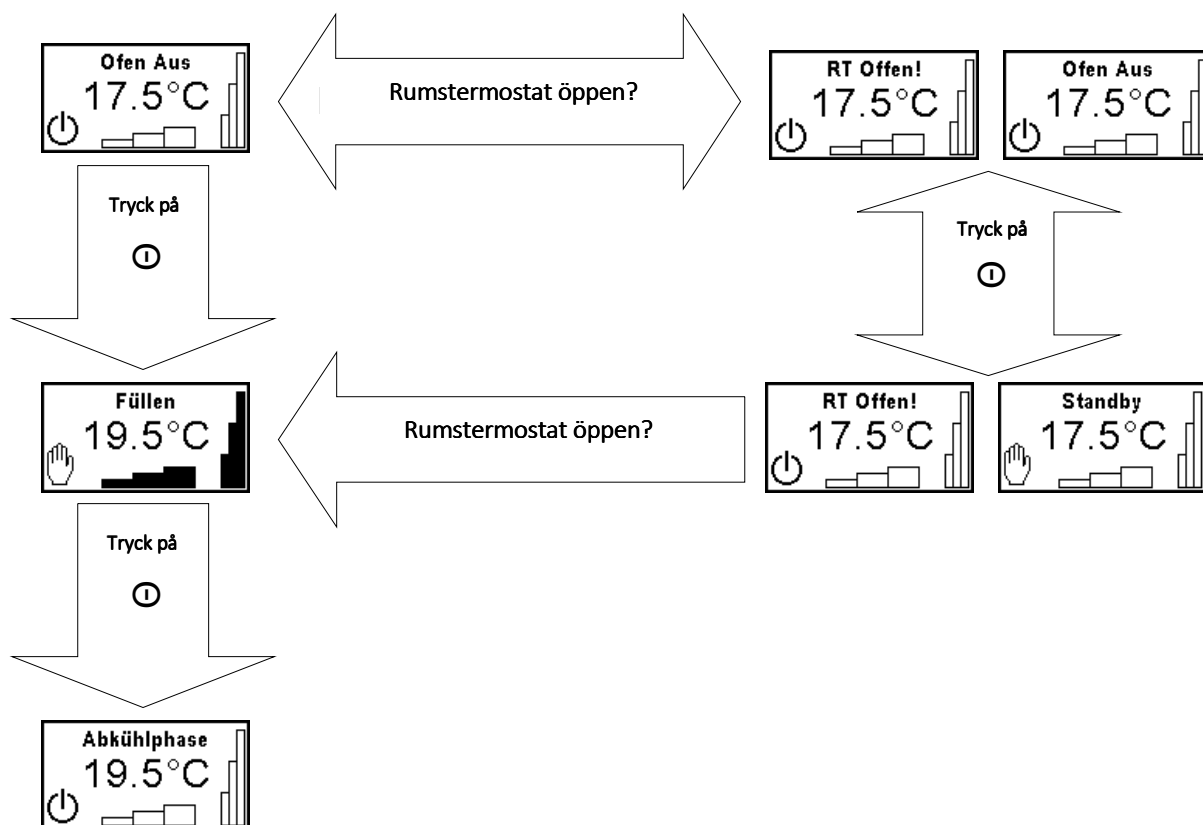 Ofen Aus
17.5°C
Rumstermostat öppen?
RT Offen!
17.5°C
Ofen Aus
17.5°C
Tryck på
Tryck på
Füllen
19.5°C
Rumstermostat öppen?
RT Offen!
17.5°C
Standby
17.5°C
Tryck på
Abkühlphase
19.5°C